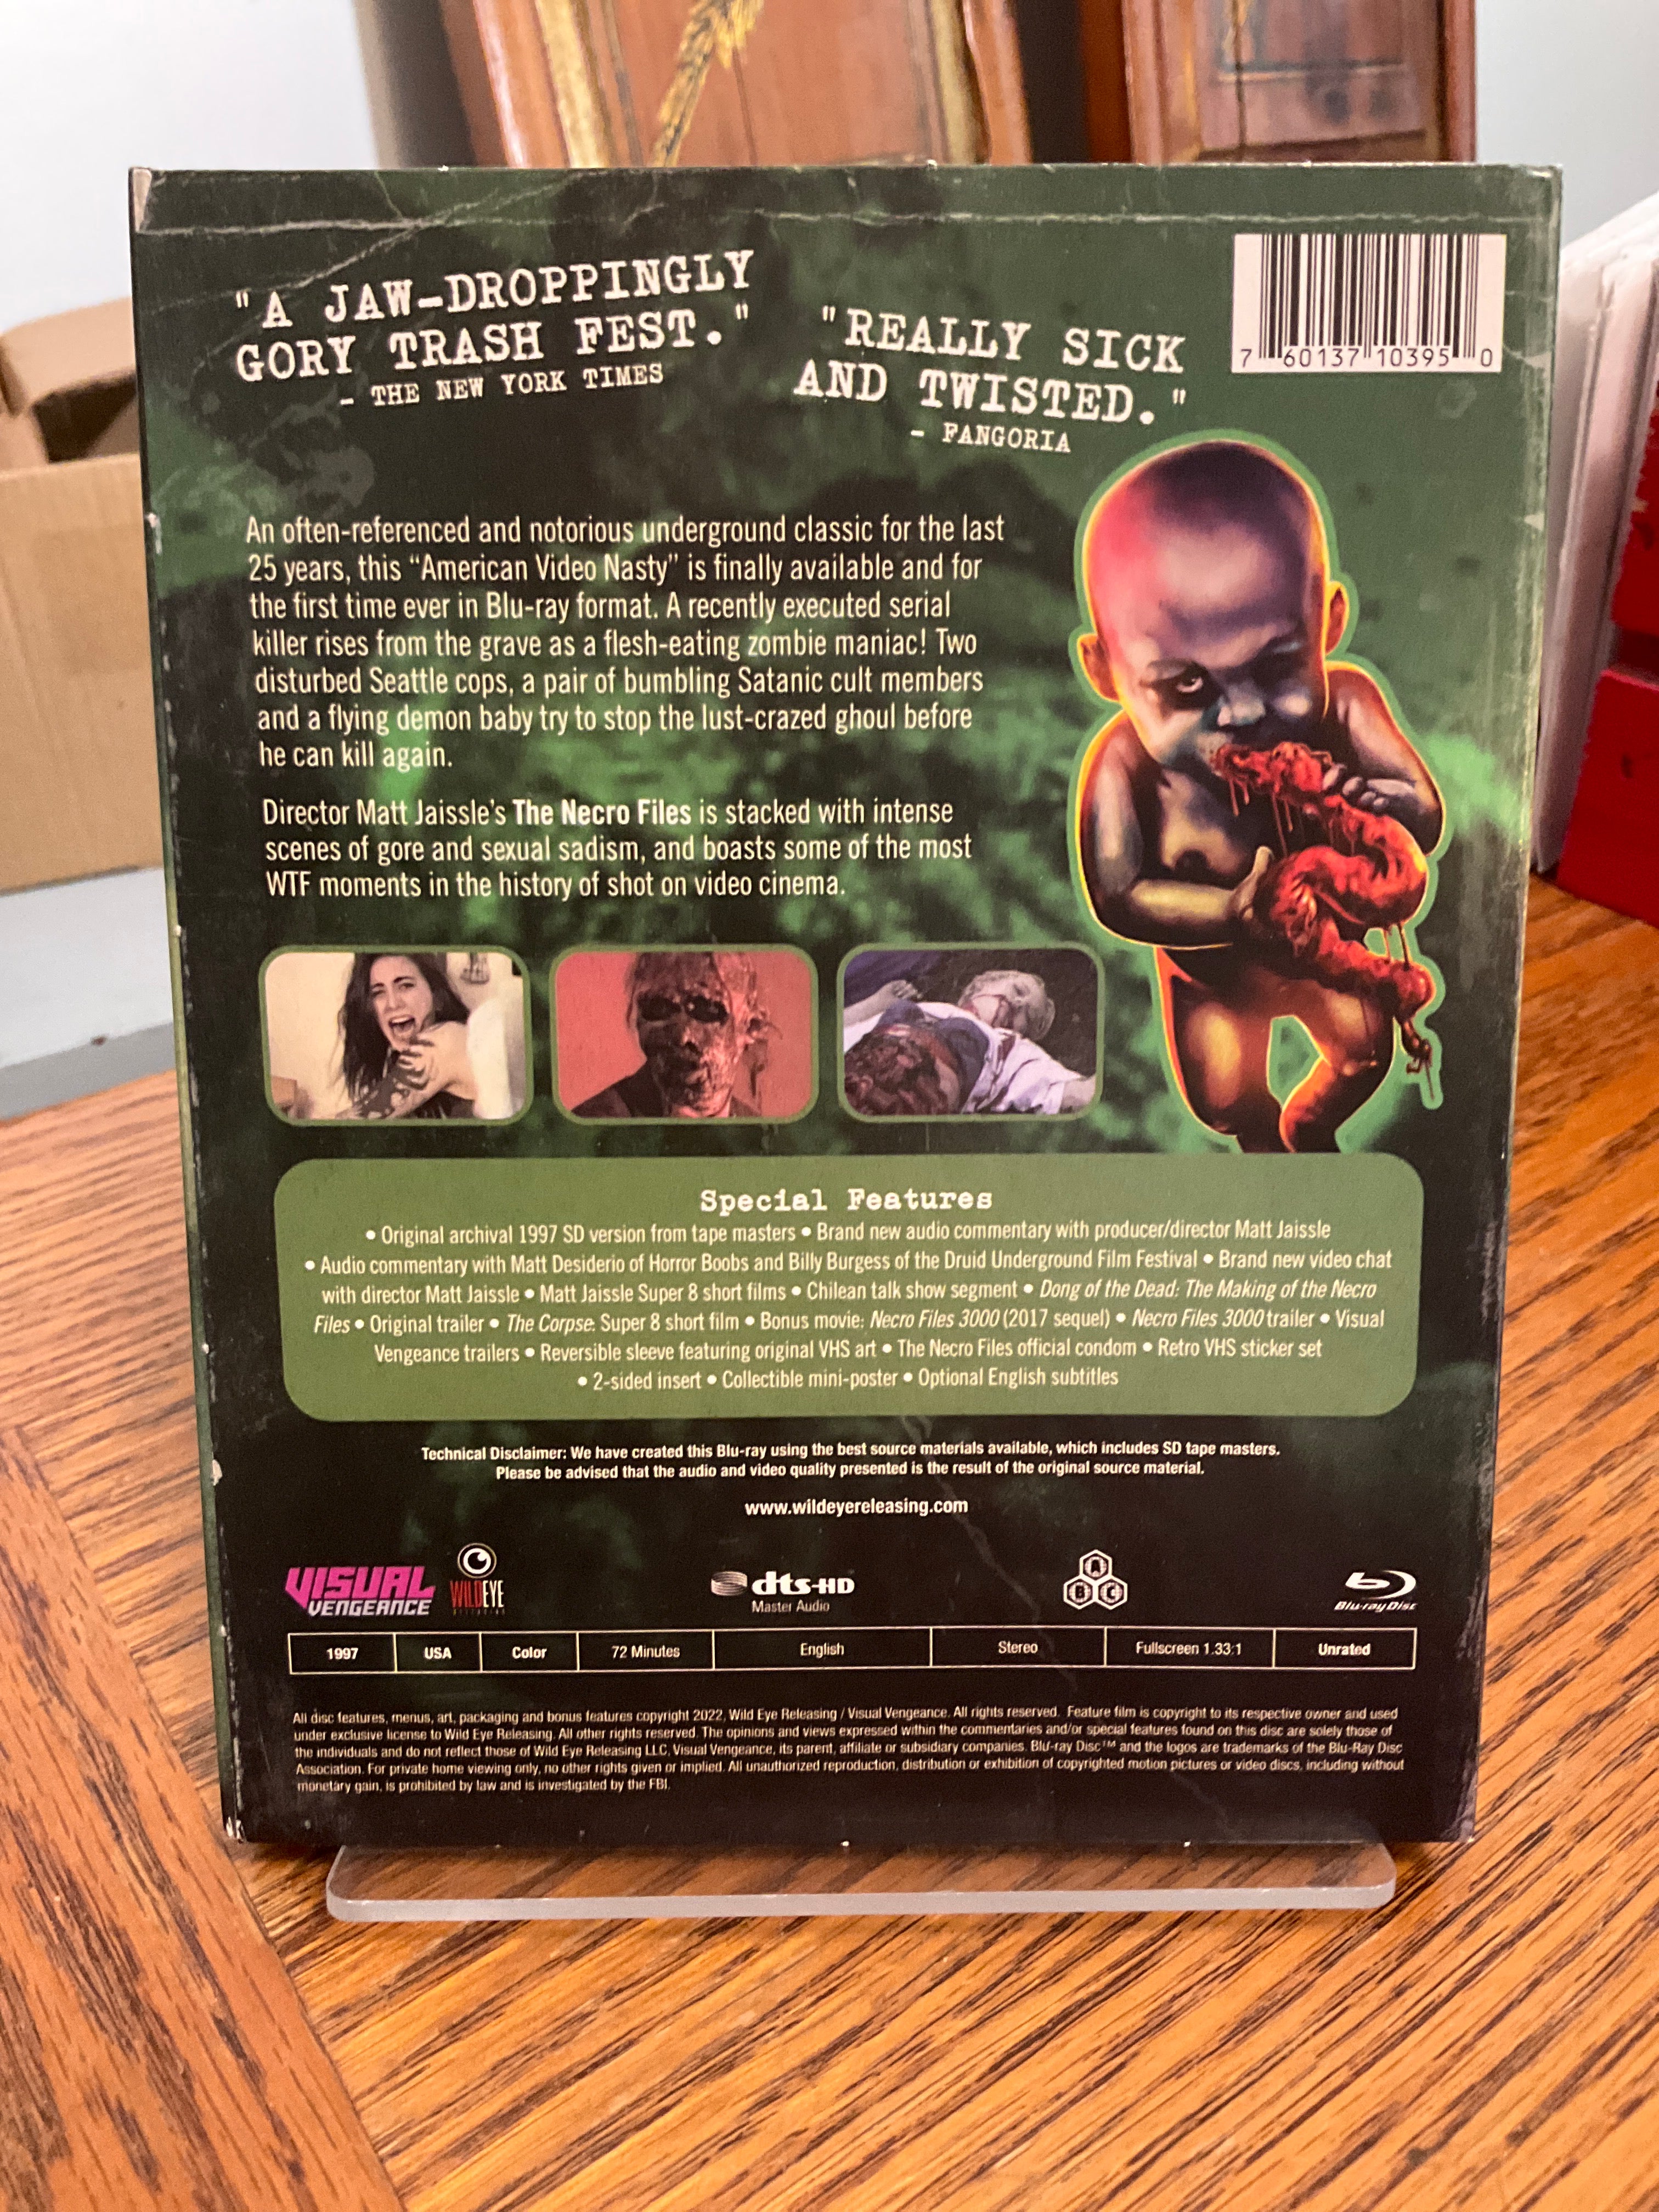 "A JAW-DROPPINGLY
GORY TRASH FEST."
- THE NEW YORK TIMES
"REALLY SICK
AND TWISTED."
- FANGORIA
7 60137 10395 0
An often-referenced and notorious underground classic for the last
25 years, this “American Video Nasty” is finally available and for
the first time ever in Blu-ray format. A recently executed serial
killer rises from the grave as a flesh-eating zombie maniac! Two
disturbed Seattle cops, a pair of bumbling Satanic cult members
and a flying demon baby try to stop the lust-crazed ghoul before
he can kill again.
Director Matt Jaissle’s The Necro Files is stacked with intense
scenes of gore and sexual sadism, and boasts some of the most
WTF moments in the history of shot on video cinema.
Special Features
• Original archival 1997 SD version from tape masters • Brand new audio commentary with producer/director Matt Jaissle
• Audio commentary with Matt Desiderio of Horror Boobs and Billy Burgess of the Druid Underground Film Festival • Brand new video chat
with director Matt Jaissle • Matt Jaissle Super 8 short films • Chilean talk show segment • Dong of the Dead: The Making of the Necro
Files • Original trailer • The Corpse: Super 8 short film • Bonus movie: Necro Files 3000 (2017 sequel) • Necro Files 3000 trailer • Visual
Vengeance trailers • Reversible sleeve featuring original VHS art • The Necro Files official condom • Retro VHS sticker set
• 2-sided insert • Collectible mini-poster • Optional English subtitles
Technical Disclaimer: We have created this Blu-ray using the best source materials available, which includes SD tape masters.
Please be advised that the audio and video quality presented is the result of the original source material.
www.wildeyereleasing.com
VISUAL
VENGEANCE
WILDEYE
dts-HD
Master Audio
A
B C
Blu-ray Disc
1997 USA Color 72 Minutes English Stereo Fullscreen 1.33:1 Unrated
All disc features, menus, art, packaging and bonus features copyright 2022, Wild Eye Releasing / Visual Vengeance. All rights reserved. Feature film is copyright to its respective owner and used
under exclusive license to Wild Eye Releasing. All other rights reserved. The opinions and views expressed within the commentaries and/or special features found on this disc are solely those of
the individuals and do not reflect those of Wild Eye Releasing LLC, Visual Vengeance, its parent, affiliate or subsidiary companies. Blu-ray Disc™ and the logos are trademarks of the Blu-Ray Disc
Association. For private home viewing only, no other rights given or implied. All unauthorized reproduction, distribution or exhibition of copyrighted motion pictures or video discs, including without
monetary gain, is prohibited by law and is investigated by the FBI.